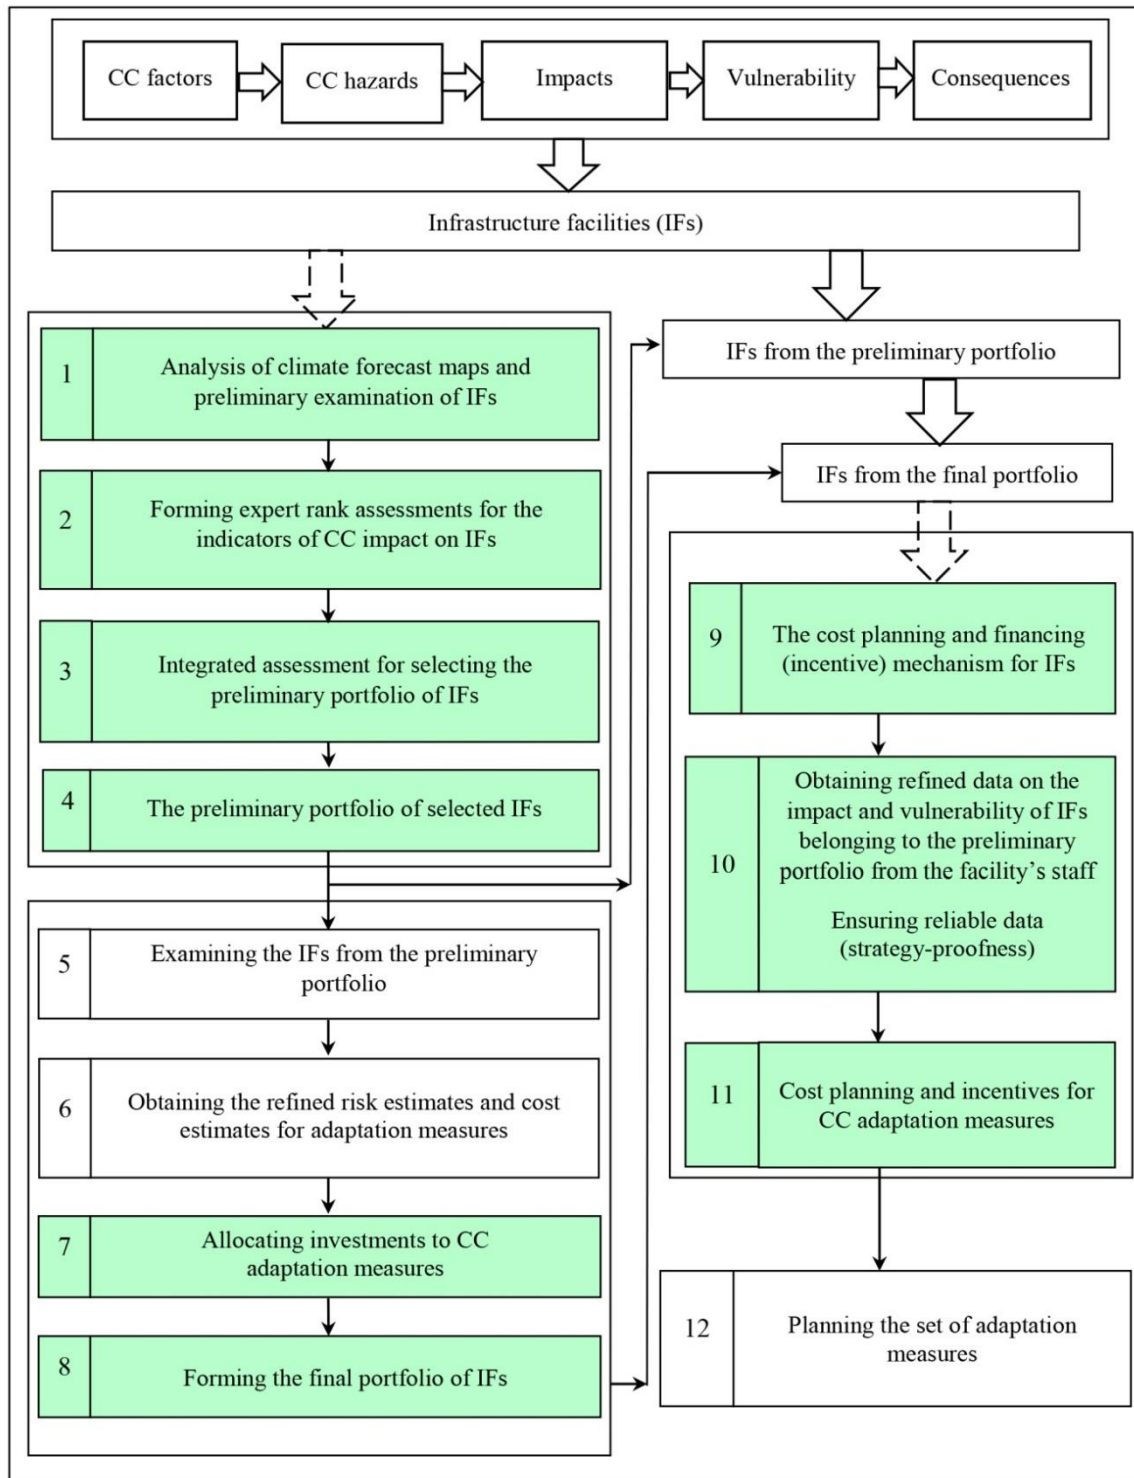 CC factors
CC hazards
Impacts
Vulnerability
Consequences
Infrastructure facilities (IFs)
1
Analysis of climate forecast maps and
preliminary examination of IFs
2
Forming expert rank assessments for the
indicators of CC impact on IFs
3
Integrated assessment for selecting the
preliminary portfolio of IFs
4
The preliminary portfolio of selected IFs
5
Examining the IFs from the preliminary
portfolio
6
Obtaining the refined risk estimates and cost
estimates for adaptation measures
7
Allocating investments to CC
adaptation measures
8
Forming the final portfolio of IFs
IFs from the preliminary portfolio
IFs from the final portfolio
9
The cost planning and financing
(incentive) mechanism for IFs
10
Obtaining refined data on the
impact and vulnerability of IFs
belonging to the preliminary
portfolio from the facility’s staff
Ensuring reliable data
(strategy-proofness)
11
Cost planning and incentives for
CC adaptation measures
12
Planning the set of adaptation
measures